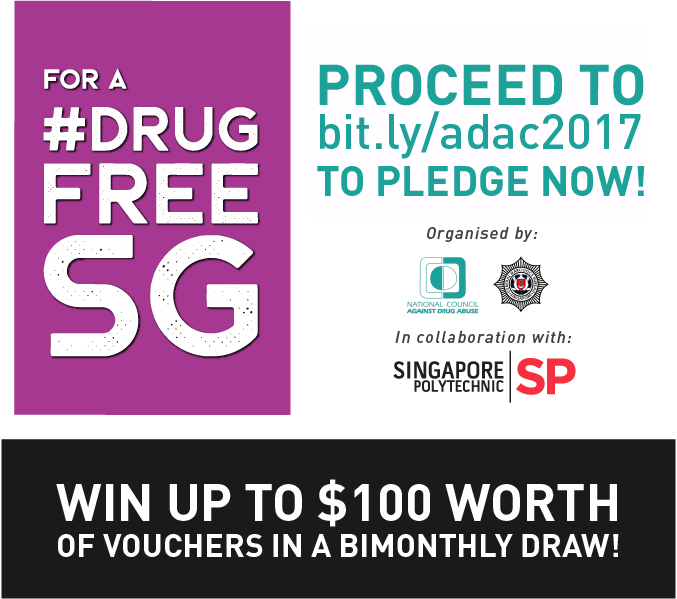 FOR A
#DRUG
FREE
SG
PROCEED TO
bit.ly/adac2017
TO PLEDGE NOW!
Organised by:
NATIONAL COUNCIL
AGAINST DRUG ABUSE
In collaboration with:
SINGAPORE
POLYTECHNIC
SP
WIN UP TO $100 WORTH
OF VOUCHERS IN A BIMONTHLY DRAW!